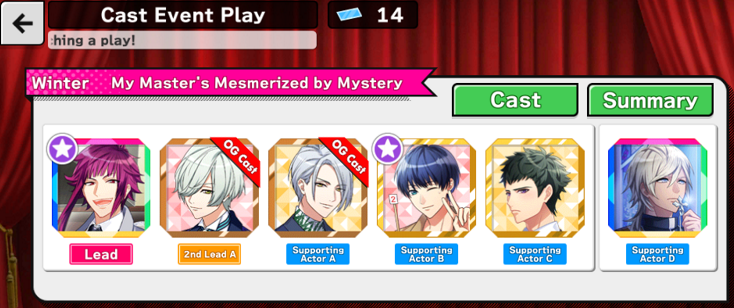 Cast Event Play
14
hing a play!
Winter My Master's Mesmerized by Mystery
Cast
Summary
OG Cast
OG Cast
2
Lead
2nd Lead A
Supporting
Actor A
Supporting
Actor B
Supporting
Actor C
Supporting
Actor D